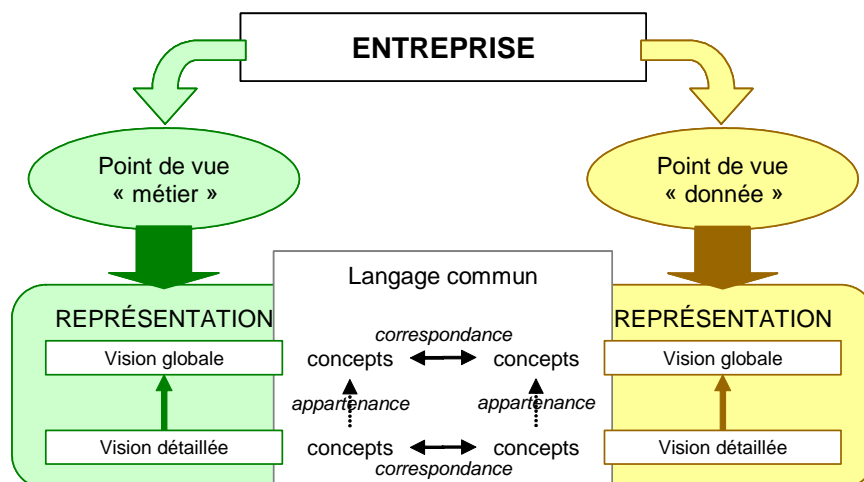 ENTREPRISE
Point de vue
« métier »
Point de vue
« donnée »
Langage commun
REPRÉSENTATION
REPRÉSENTATION
correspondance
Vision globale
concepts
concepts
Vision globale
appartenance
appartenance
Vision détaillée
concepts
concepts
Vision détaillée
correspondance